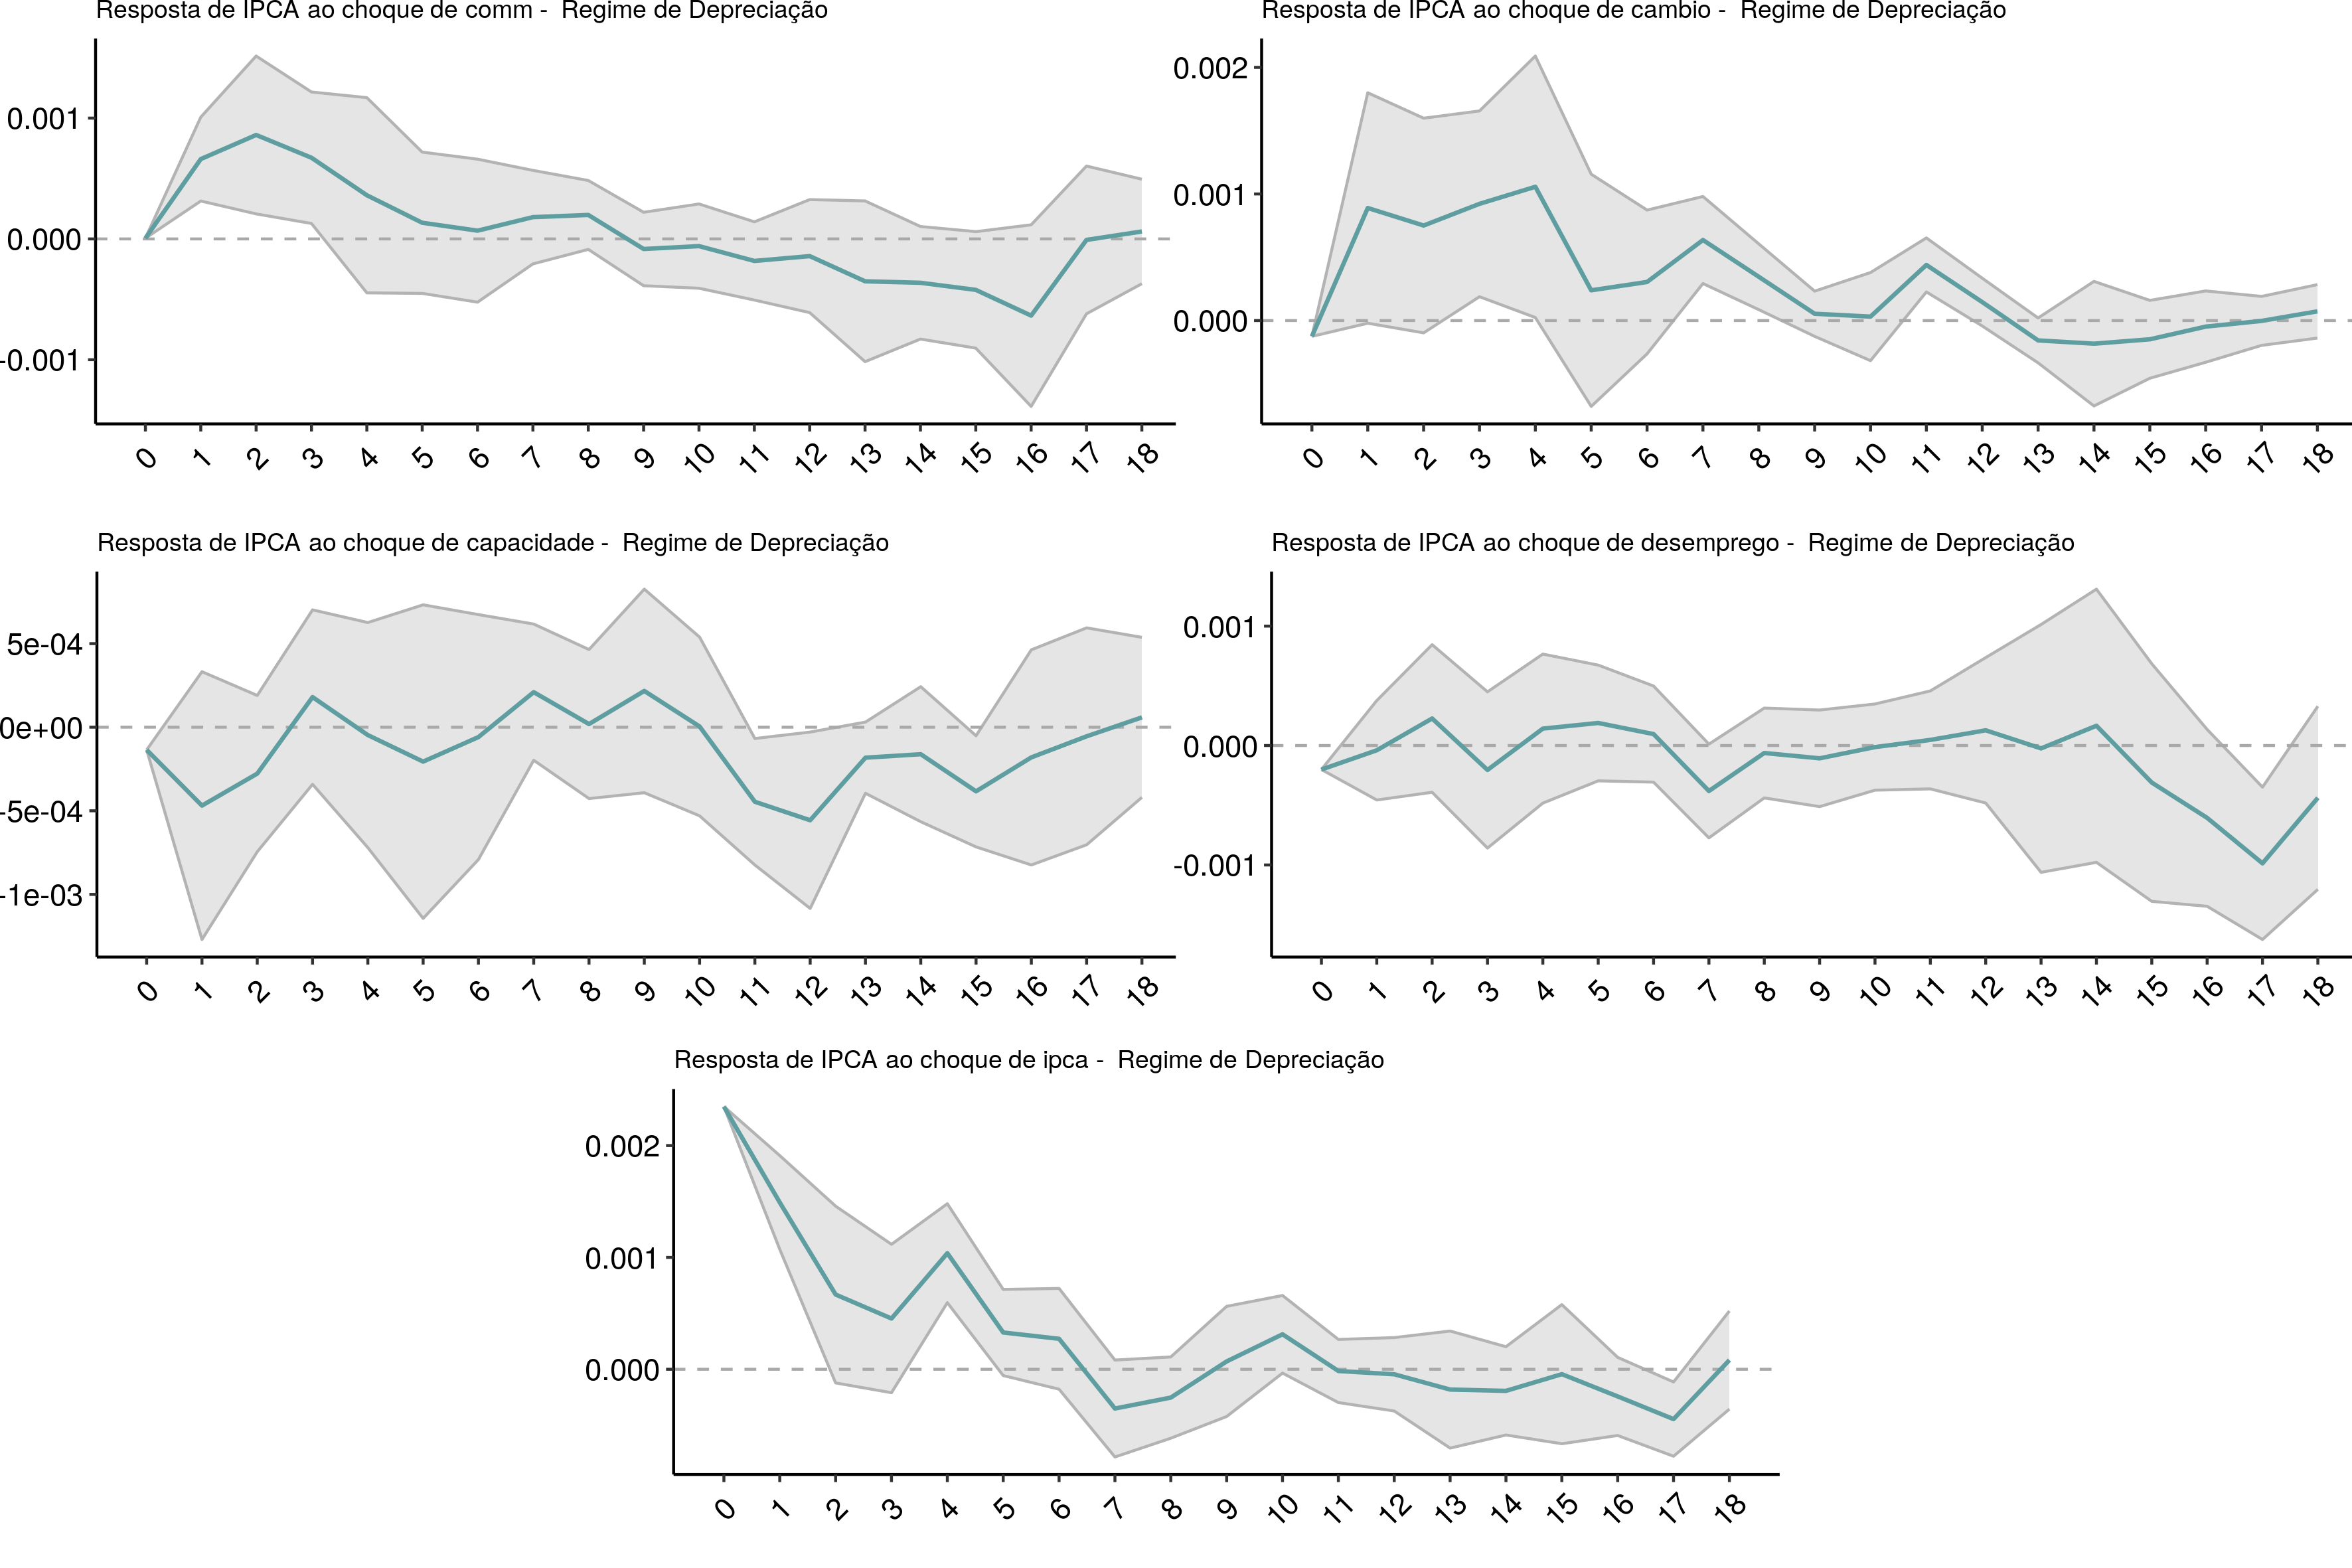 Resposta de IPCA ao choque de comm -  Regime de Depreciação
0.001
0.000
-0.001
0 1 2 3 4 5 6 7 8 9 10 11 12 13 14 15 16 17 18
Resposta de IPCA ao choque de cambio -  Regime de Depreciação
0.002
0.001
0.000
0 1 2 3 4 5 6 7 8 9 10 11 12 13 14 15 16 17 18
Resposta de IPCA ao choque de capacidade -  Regime de Depreciação
5e-04
0e+00
-5e-04
-1e-03
0 1 2 3 4 5 6 7 8 9 10 11 12 13 14 15 16 17 18
Resposta de IPCA ao choque de desemprego -  Regime de Depreciação
0.001
0.000
-0.001
0 1 2 3 4 5 6 7 8 9 10 11 12 13 14 15 16 17 18
Resposta de IPCA ao choque de ipca -  Regime de Depreciação
0.002
0.001
0.000
0 1 2 3 4 5 6 7 8 9 10 11 12 13 14 15 16 17 18